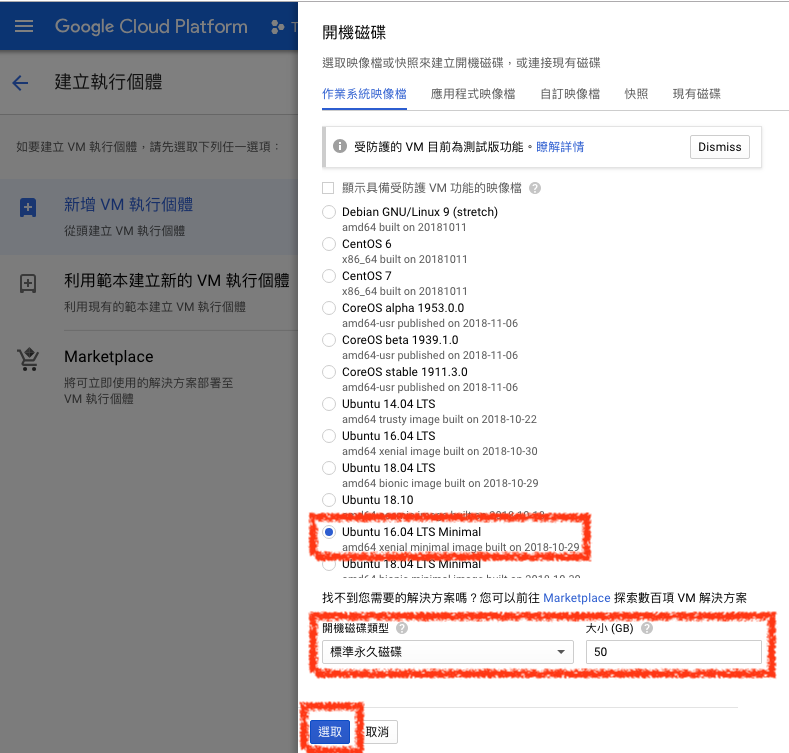 Google Cloud Platform
T
建立執行個體
如要建立 VM 執行個體，請先選取下列任一選項：
新增 VM 執行個體
從頭建立 VM 執行個體
利用範本建立新的 VM 執行個體
利用現有的範本建立 VM 執行個體
Marketplace
將可立即使用的解決方案部署至
VM 執行個體
開機磁碟
選取映像檔或快照來建立開機磁碟，或連接現有磁碟
作業系統映像檔 應用程式映像檔 自訂映像檔 快照 現有磁碟
受防護的 VM 目前為測試版功能。瞭解詳情 Dismiss
顯示具備受防護 VM 功能的映像檔
Debian GNU/Linux 9 (stretch)
amd64 built on 20181011
CentOS 6
x86_64 built on 20181011
CentOS 7
x86_64 built on 20181011
CoreOS alpha 1953.0.0
amd64-usr published on 2018-11-06
CoreOS beta 1939.1.0
amd64-usr published on 2018-11-06
CoreOS stable 1911.3.0
amd64-usr published on 2018-11-06
Ubuntu 14.04 LTS
amd64 trusty image built on 2018-10-22
Ubuntu 16.04 LTS
amd64 xenial image built on 2018-10-30
Ubuntu 18.04 LTS
amd64 bionic image built on 2018-10-29
Ubuntu 18.10
Ubuntu 16.04 LTS Minimal
amd64 xenial minimal image built on 2018-10-29
Ubuntu 18.04 LTS Minimal
amd64 bionic minimal image built on
找不到您需要的解決方案嗎？您可以前往 Marketplace 探索數百項 VM 解決方案
開機磁碟類型 大小 (GB)
標準永久磁碟 50
選取 取消